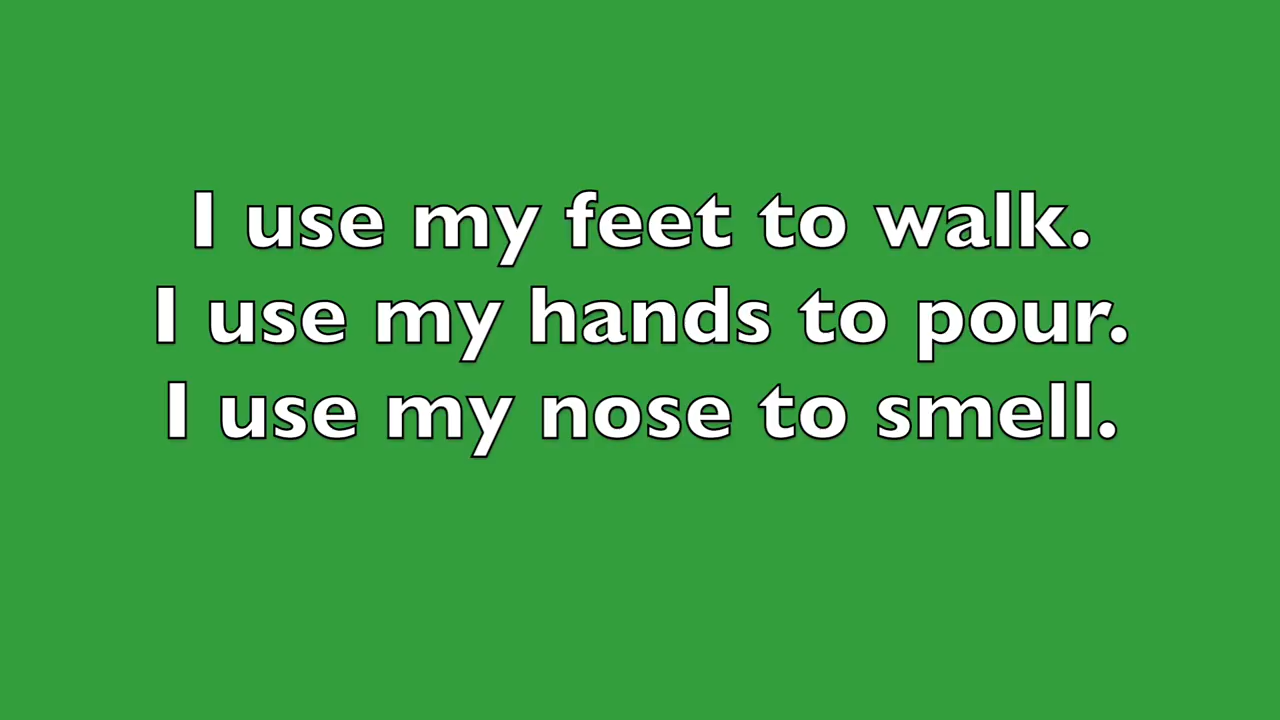 I use my feet to walk.
I use my hands to pour.
I use my nose to smell.